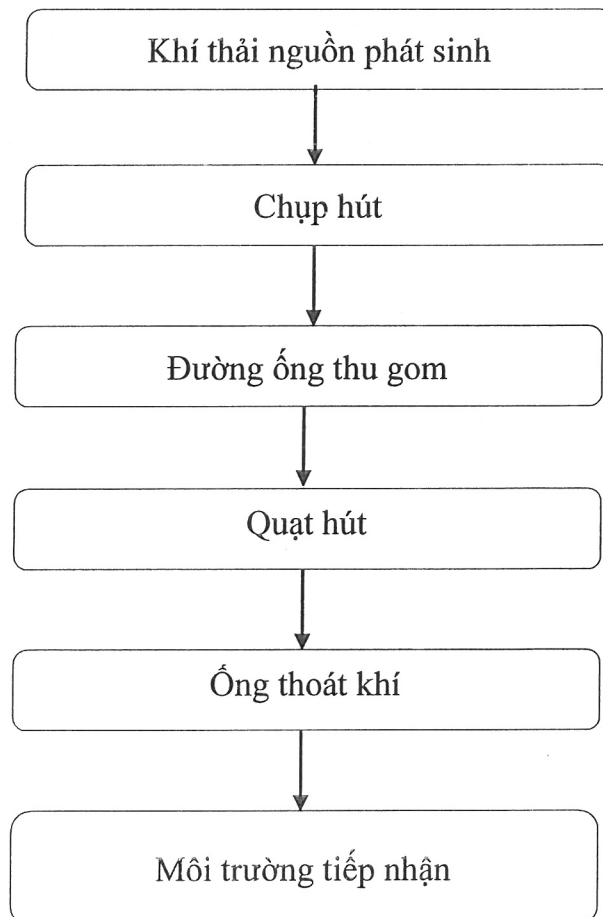 Khí thải nguồn phát sinh
Chụp hút
Đường ống thu gom
Quạt hút
Ống thoát khí
Môi trường tiếp nhận